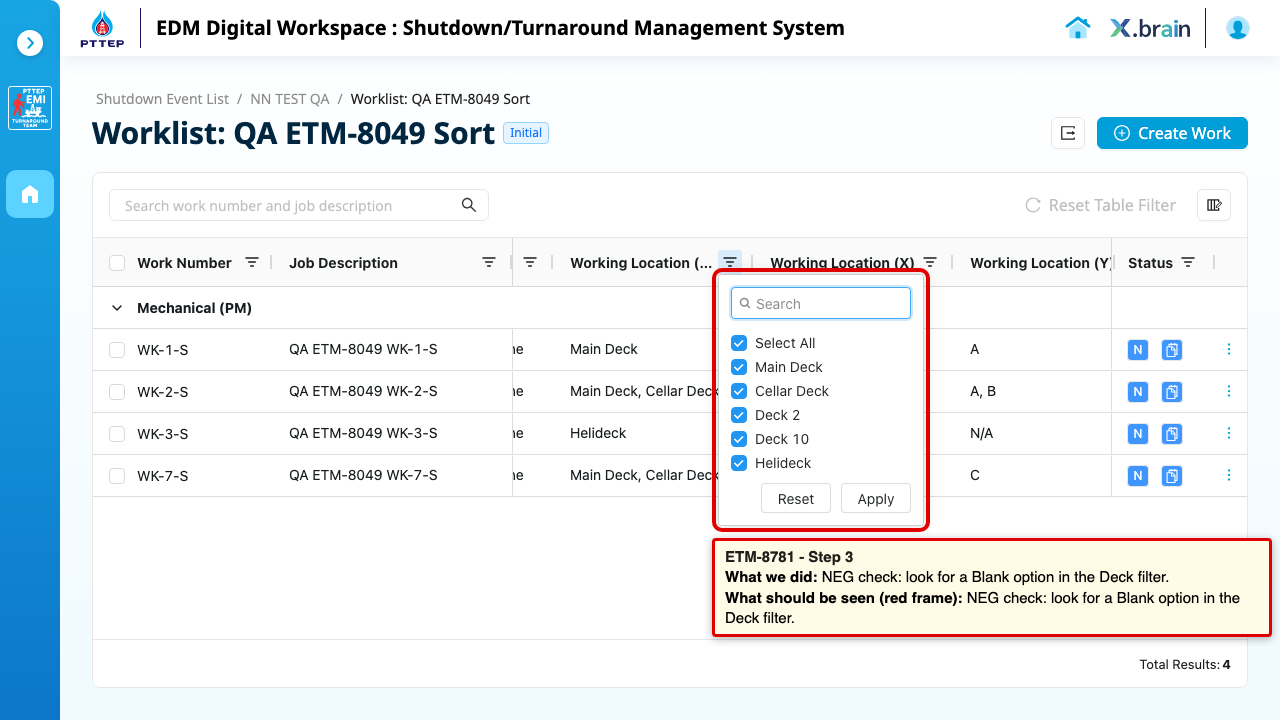 PTTEP
EDM Digital Workspace : Shutdown/Turnaround Management System
X.brain
PTTEP
EMI
TURNAROUND
TEAM
Shutdown Event List / NN TEST QA / Worklist: QA ETM-8049 Sort
Worklist: QA ETM-8049 Sort Initial
Create Work
Search work number and job description
Reset Table Filter
Work Number Job Description Working Location (... Working Location (X) Working Location (Y) Status
Mechanical (PM)
WK-1-S QA ETM-8049 WK-1-S ne Main Deck A N
WK-2-S QA ETM-8049 WK-2-S ne Main Deck, Cellar Deck A, B N
WK-3-S QA ETM-8049 WK-3-S ne Helideck N/A N
WK-7-S QA ETM-8049 WK-7-S ne Main Deck, Cellar Deck C N
Search
Select All
Main Deck
Cellar Deck
Deck 2
Deck 10
Helideck
Reset Apply
ETM-8781 - Step 3
What we did: NEG check: look for a Blank option in the Deck filter.
What should be seen (red frame): NEG check: look for a Blank option in the
Deck filter.
Total Results: 4